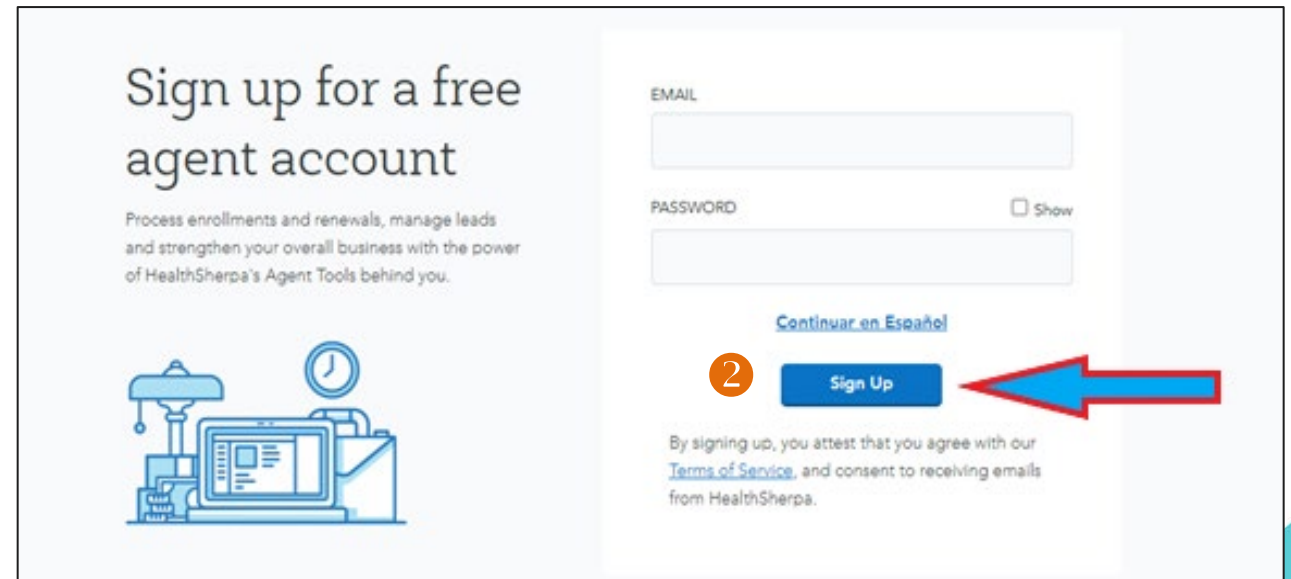 Sign up for a free
agent account
Process enrollments and renewals, manage leads
and strengthen your overall business with the power
of HealthSherpa's Agent Tools behind you.
EMAIL
PASSWORD
Show
Continuar en Español
2
Sign Up
By signing up, you attest that you agree with our
Terms of Service, and consent to receiving emails
from HealthSherpa.